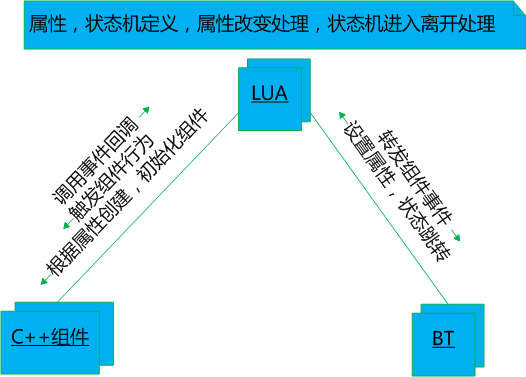 属性，状态机定义，属性改变处理，状态机进入离开处理
LUA
调用事件回调
触发组件行为
根据属性创建，初始化组件
转发组件事件
设置属性，状态跳转
C++组件
BT